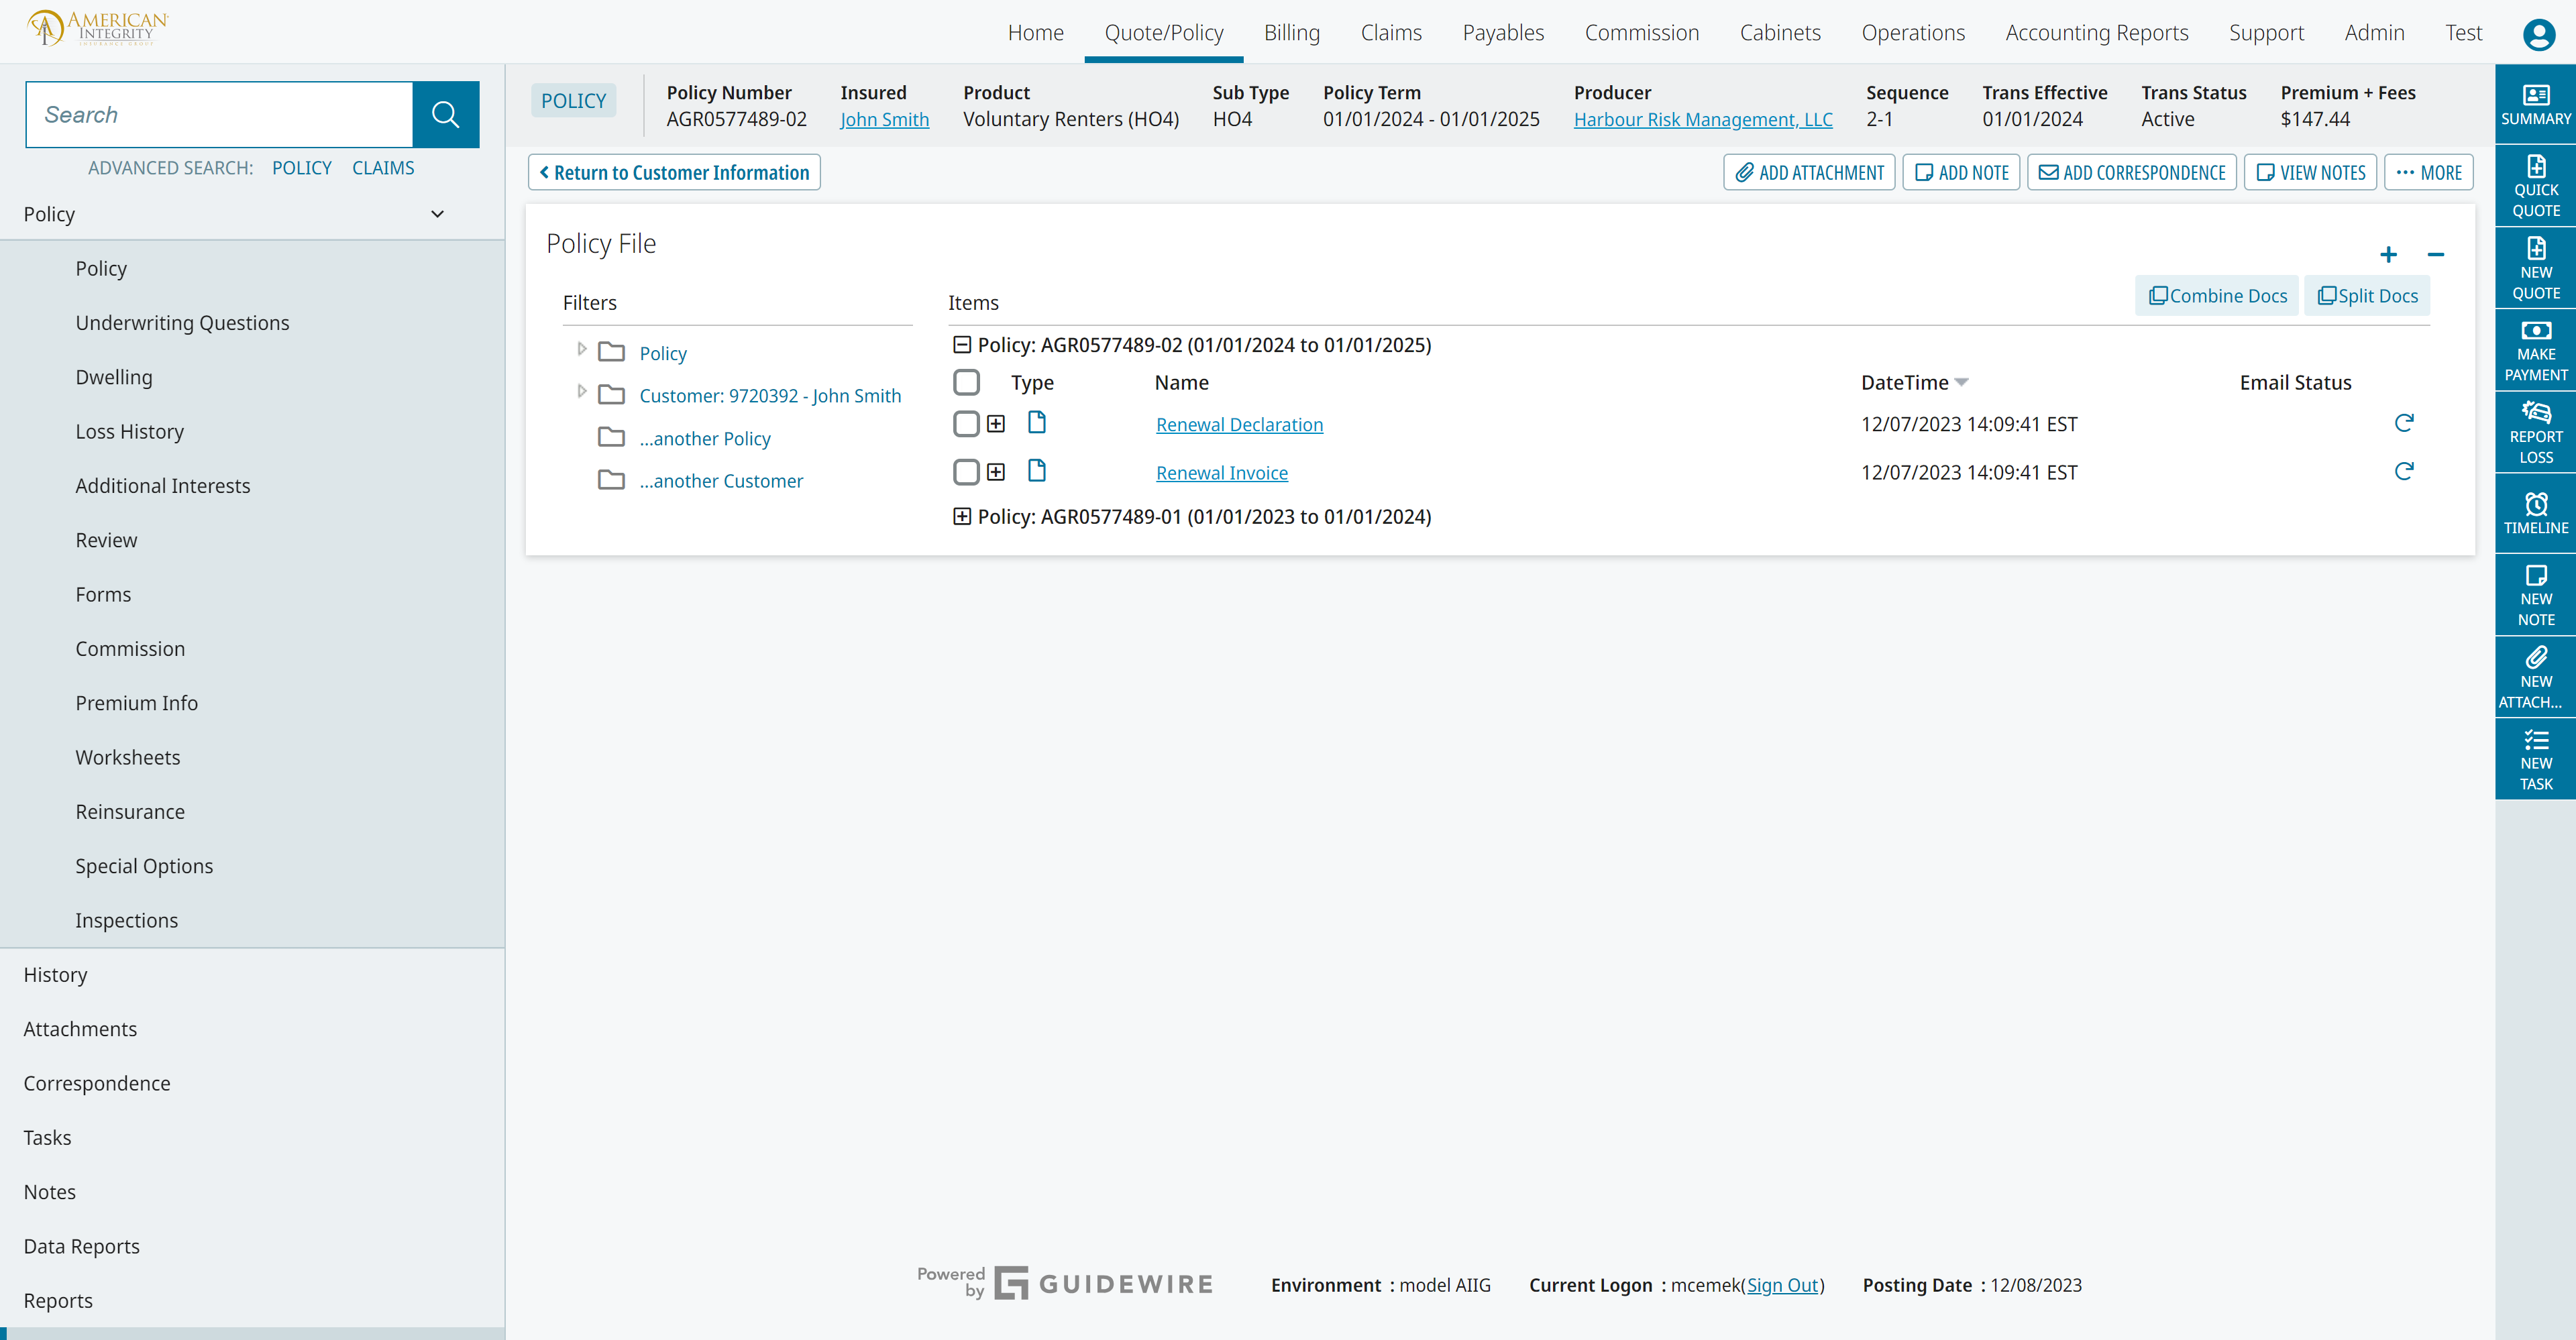 AMERICAN
INTEGRITY
INSURANCE GROUP
Home Quote/Policy Billing Claims Payables Commission Cabinets Operations Accounting Reports Support Admin Test
Search
ADVANCED SEARCH: POLICY CLAIMS
Policy
Policy
Underwriting Questions
Dwelling
Loss History
Additional Interests
Review
Forms
Commission
Premium Info
Worksheets
Reinsurance
Special Options
Inspections
History
Attachments
Correspondence
Tasks
Notes
Data Reports
Reports
POLICY
Policy Number Insured Product Sub Type Policy Term Producer Sequence Trans Effective Trans Status Premium + Fees
AGR0577489-02 John Smith Voluntary Renters (HO4) HO4 01/01/2024 - 01/01/2025 Harbour Risk Management, LLC 2-1 01/01/2024 Active $147.44
Return to Customer Information
ADD ATTACHMENT ADD NOTE ADD CORRESPONDENCE VIEW NOTES ··· MORE
Policy File
Combine Docs Split Docs
Filters
Policy
Customer: 9720392 - John Smith
...another Policy
...another Customer
Items
Policy: AGR0577489-02 (01/01/2024 to 01/01/2025)
Type Name DateTime Email Status
Renewal Declaration 12/07/2023 14:09:41 EST
Renewal Invoice 12/07/2023 14:09:41 EST
Policy: AGR0577489-01 (01/01/2023 to 01/01/2024)
SUMMARY
QUICK
QUOTE
NEW
QUOTE
MAKE
PAYMENT
REPORT
LOSS
TIMELINE
NEW
NOTE
NEW
ATTACH...
NEW
TASK
Powered
by GUIDEWIRE
Environment : model AIIG Current Logon : mcemek(Sign Out) Posting Date : 12/08/2023